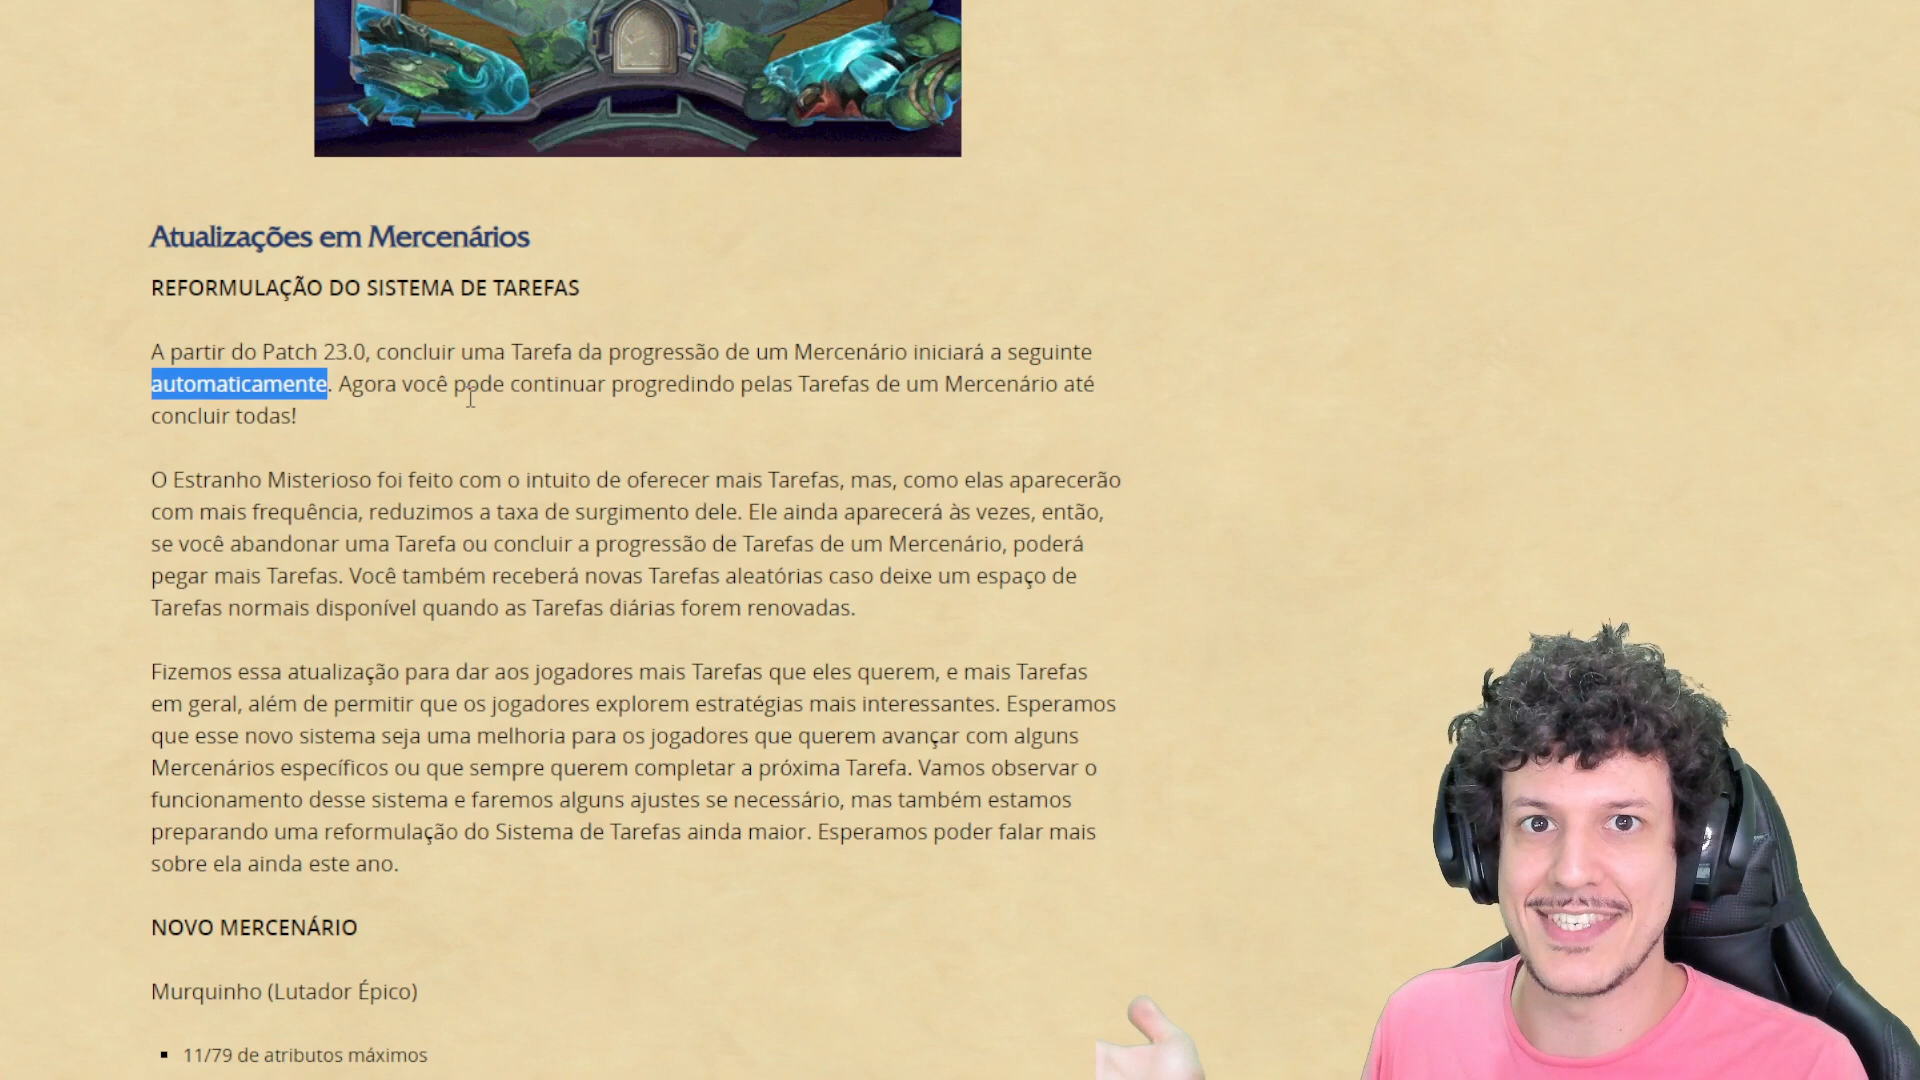 Atualizações em Mercenários
REFORMULAÇÃO DO SISTEMA DE TAREFAS
A partir do Patch 23.0, concluir uma Tarefa da progressão de um Mercenário iniciará a seguinte
automaticamente. Agora você pode continuar progredindo pelas Tarefas de um Mercenário até
concluir todas!
O Estranho Misterioso foi feito com o intuito de oferecer mais Tarefas, mas, como elas aparecerão
com mais frequência, reduzimos a taxa de surgimento dele. Ele ainda aparecerá às vezes, então,
se você abandonar uma Tarefa ou concluir a progressão de Tarefas de um Mercenário, poderá
pegar mais Tarefas. Você também receberá novas Tarefas aleatórias caso deixe um espaço de
Tarefas normais disponível quando as Tarefas diárias forem renovadas.
Fizemos essa atualização para dar aos jogadores mais Tarefas que eles querem, e mais Tarefas
em geral, além de permitir que os jogadores explorem estratégias mais interessantes. Esperamos
que esse novo sistema seja uma melhoria para os jogadores que querem avançar com alguns
Mercenários específicos ou que sempre querem completar a próxima Tarefa. Vamos observar o
funcionamento desse sistema e faremos alguns ajustes se necessário, mas também estamos
preparando uma reformulação do Sistema de Tarefas ainda maior. Esperamos poder falar mais
sobre ela ainda este ano.
NOVO MERCENÁRIO
Murquinho (Lutador Épico)
11/79 de atributos máximos